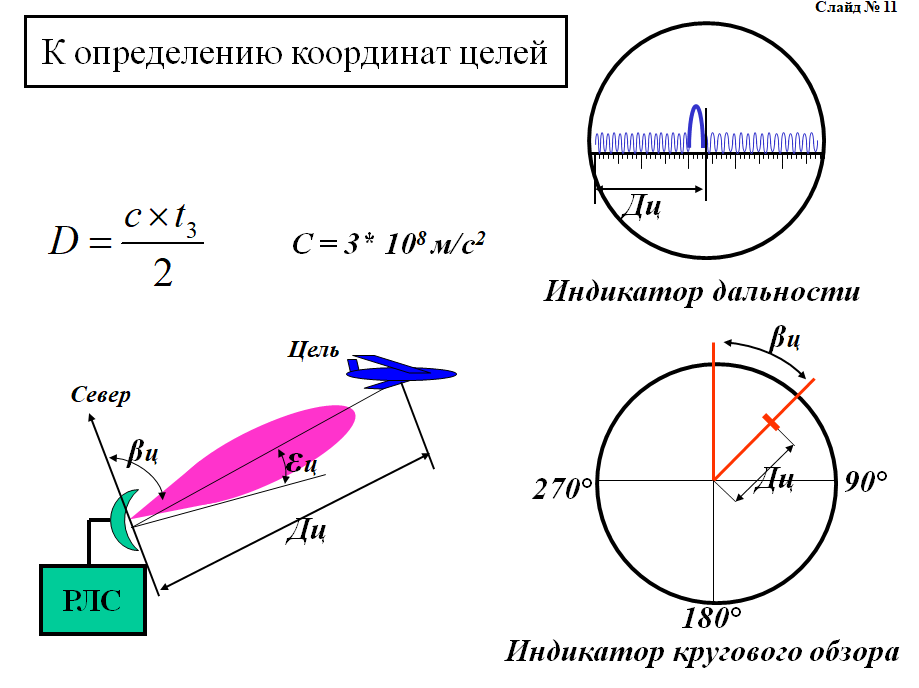 Слайд № 11
К определению координат целей
D = c × t₃ / 2
C = 3* 10⁸ м/с²
Дц
Индикатор дальности
Цель
Север
βц
εц
Дц
РЛС
βц
Дц
270°
90°
180°
Индикатор кругового обзора